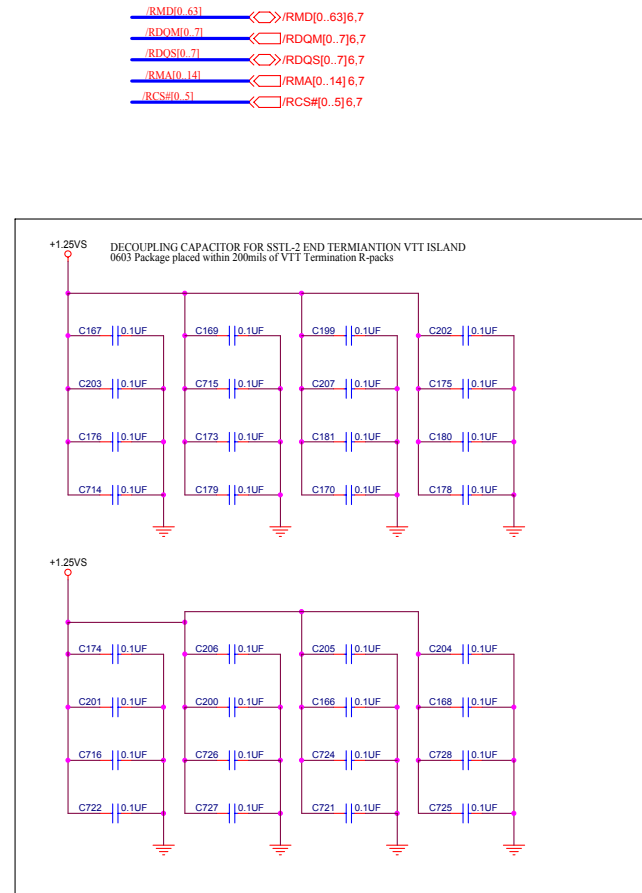 /RMD[0..63] /RMD[0..63]6,7
/RDQM[0..7] /RDQM[0..7]6,7
/RDQS[0..7] /RDQS[0..7]6,7
/RMA[0..14] /RMA[0..14]6,7
/RCS#[0..5] /RCS#[0..5]6,7
+1.25VS
DECOUPLING CAPACITOR FOR SSTL-2 END TERMIANTION VTT ISLAND
0603 Package placed within 200mils of VTT Termination R-packs
C167 0.1UF C169 0.1UF C199 0.1UF C202 0.1UF
C203 0.1UF C715 0.1UF C207 0.1UF C175 0.1UF
C176 0.1UF C173 0.1UF C181 0.1UF C180 0.1UF
C714 0.1UF C179 0.1UF C170 0.1UF C178 0.1UF
+1.25VS
C174 0.1UF C206 0.1UF C205 0.1UF C204 0.1UF
C201 0.1UF C200 0.1UF C166 0.1UF C168 0.1UF
C716 0.1UF C726 0.1UF C724 0.1UF C728 0.1UF
C722 0.1UF C727 0.1UF C721 0.1UF C725 0.1UF